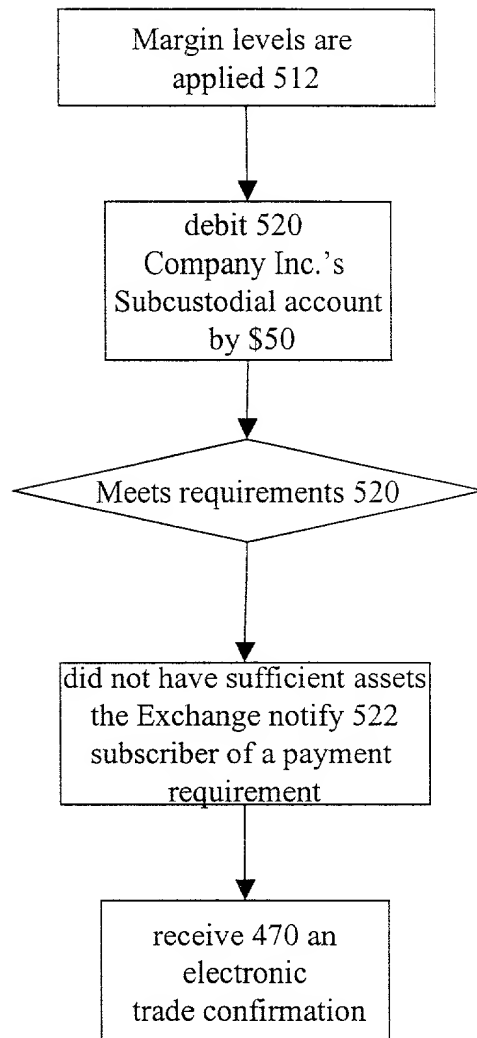 Margin levels are
applied 512
debit 520
Company Inc.'s
Subcustodial account
by $50
Meets requirements 520
did not have sufficient assets
the Exchange notify 522
subscriber of a payment
requirement
receive 470 an
electronic
trade confirmation